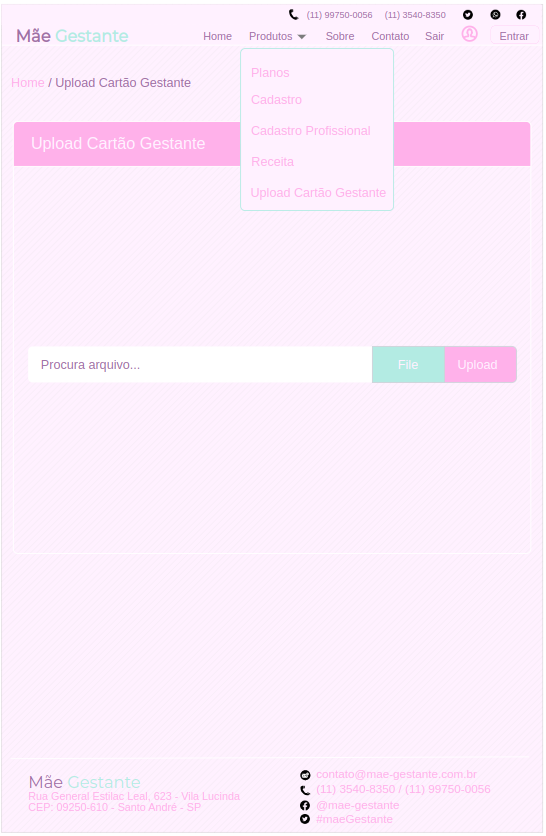 (11) 99750-0056 (11) 3540-8350
Mãe Gestante Home Produtos Sobre Contato Sair Entrar
Planos
Home / Upload Cartão Gestante
Cadastro
Cadastro Profissional
Upload Cartão Gestante
Receita
Upload Cartão Gestante
Procura arquivo... File Upload
Mãe Gestante
Rua General Estilac Leal, 623 - Vila Lucinda
CEP: 09250-610 - Santo André - SP
contato@mae-gestante.com.br
(11) 3540-8350 / (11) 99750-0056
@mae-gestante
#maeGestante